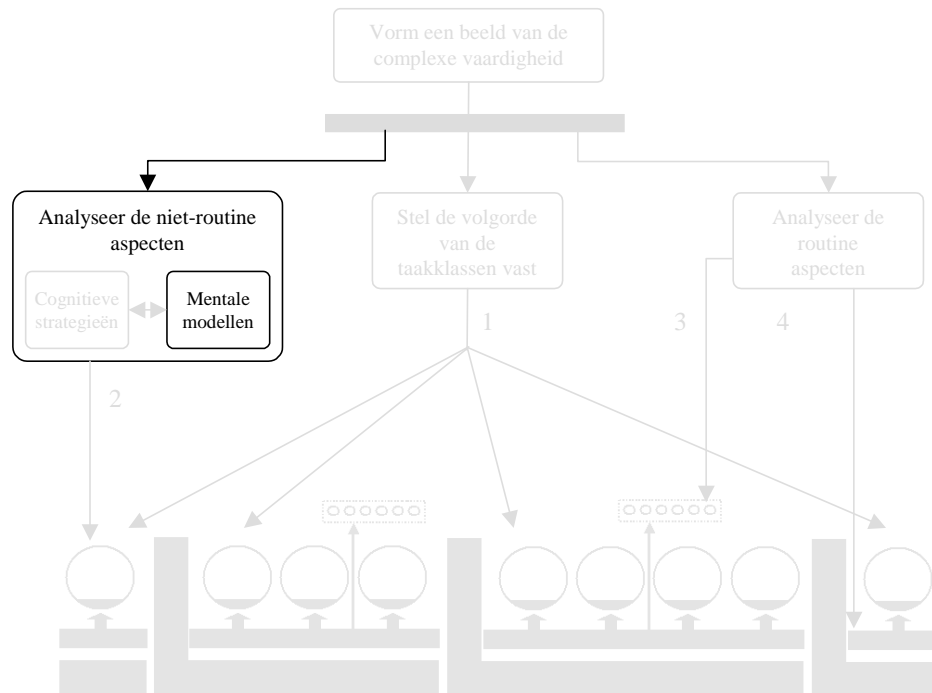 Vorm een beeld van de
complexe vaardigheid
Analyseer de niet-routine
aspecten
Cognitieve
strategieën
Mentale
modellen
Stel de volgorde
van de
taakklassen vast
Analyseer de
routine
aspecten
1
3
4
2